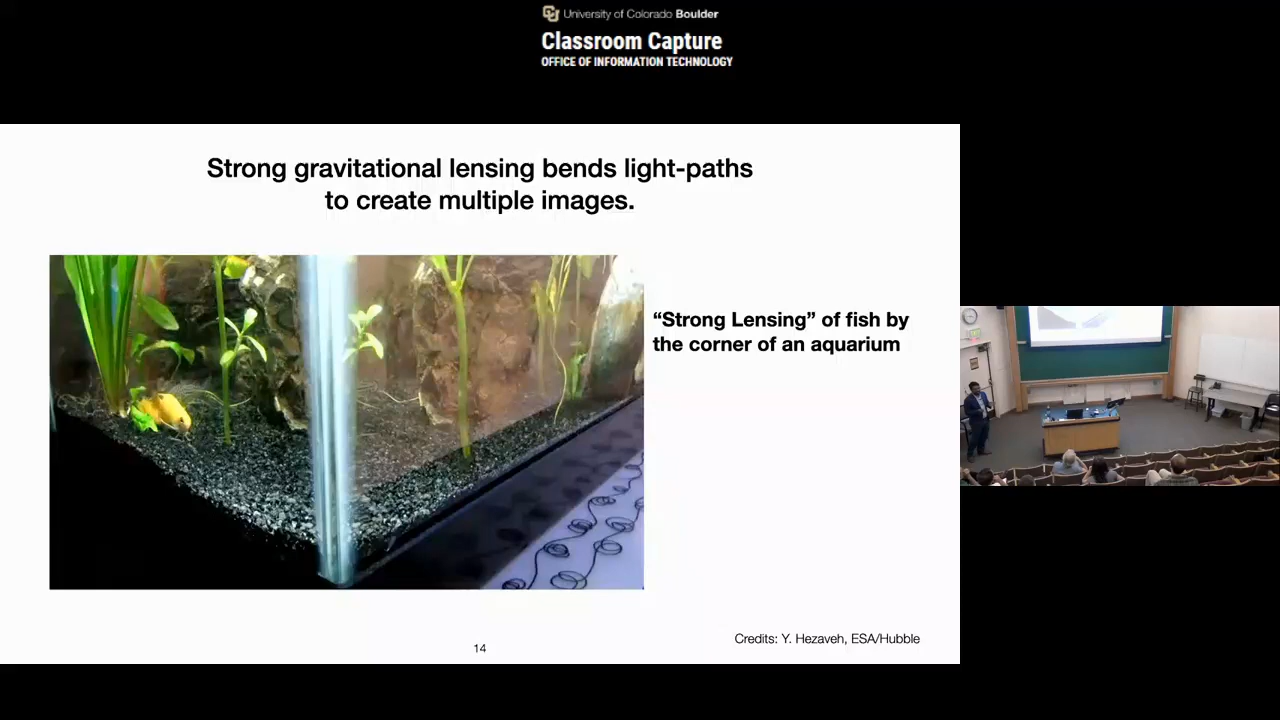 University of Colorado Boulder
Classroom Capture
OFFICE OF INFORMATION TECHNOLOGY
Strong gravitational lensing bends light-paths
to create multiple images.
“Strong Lensing” of fish by
the corner of an aquarium
Credits: Y. Hezaveh, ESA/Hubble
14